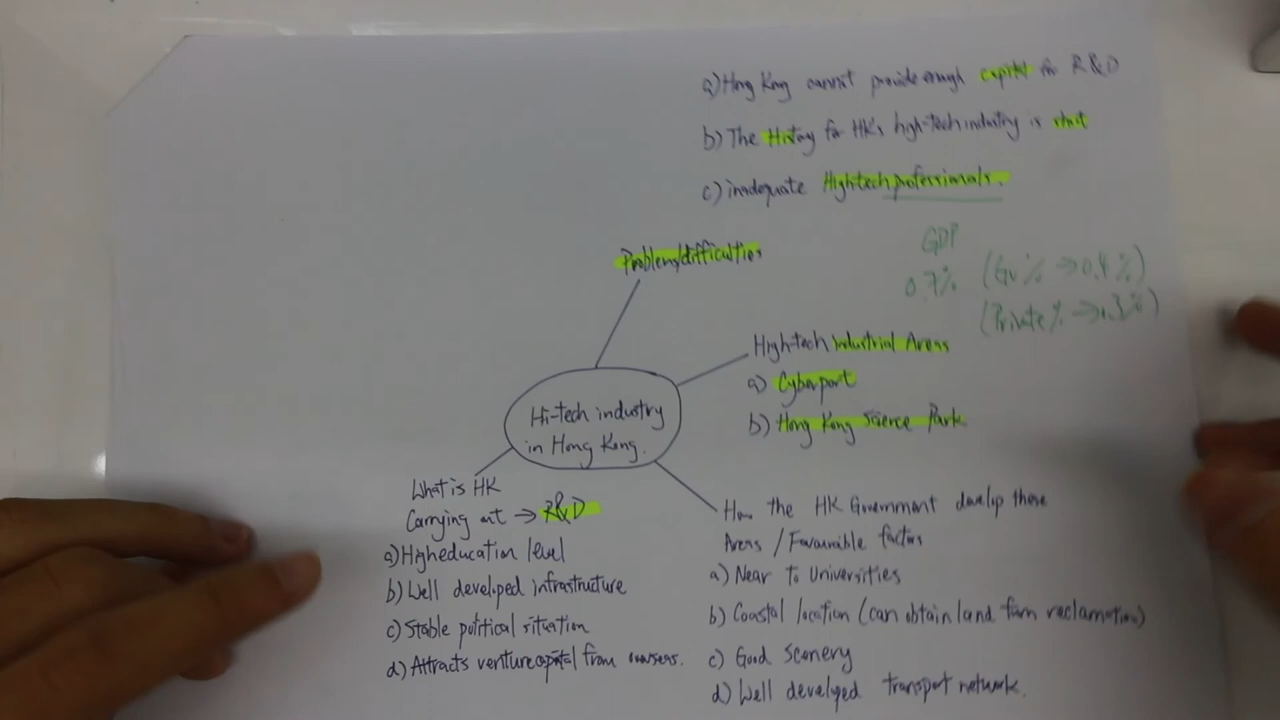 a) Hong Kong cannot provide enough capital for R&D
b) The History for HK's high-tech industry is short
c) inadequate High-tech professionals.
GDP
0.7% (Gv % → 0.4%)
(Private % → 0.3%)
Problems/difficulties
High-tech Industrial Areas
a) Cyberport
b) Hong Kong Science Park
Hi-tech industry
in Hong Kong.
What is HK
Carrying out → R&D
a) High education level
b) Well developed infrastructure
c) Stable political situation
d) Attracts venture capital from oversers.
How the HK Government develop these
Areas / Favourable factors
a) Near to Universities
b) Coastal location (can obtain land farm reclamation)
c) Good scenery
d) Well developed transport network.